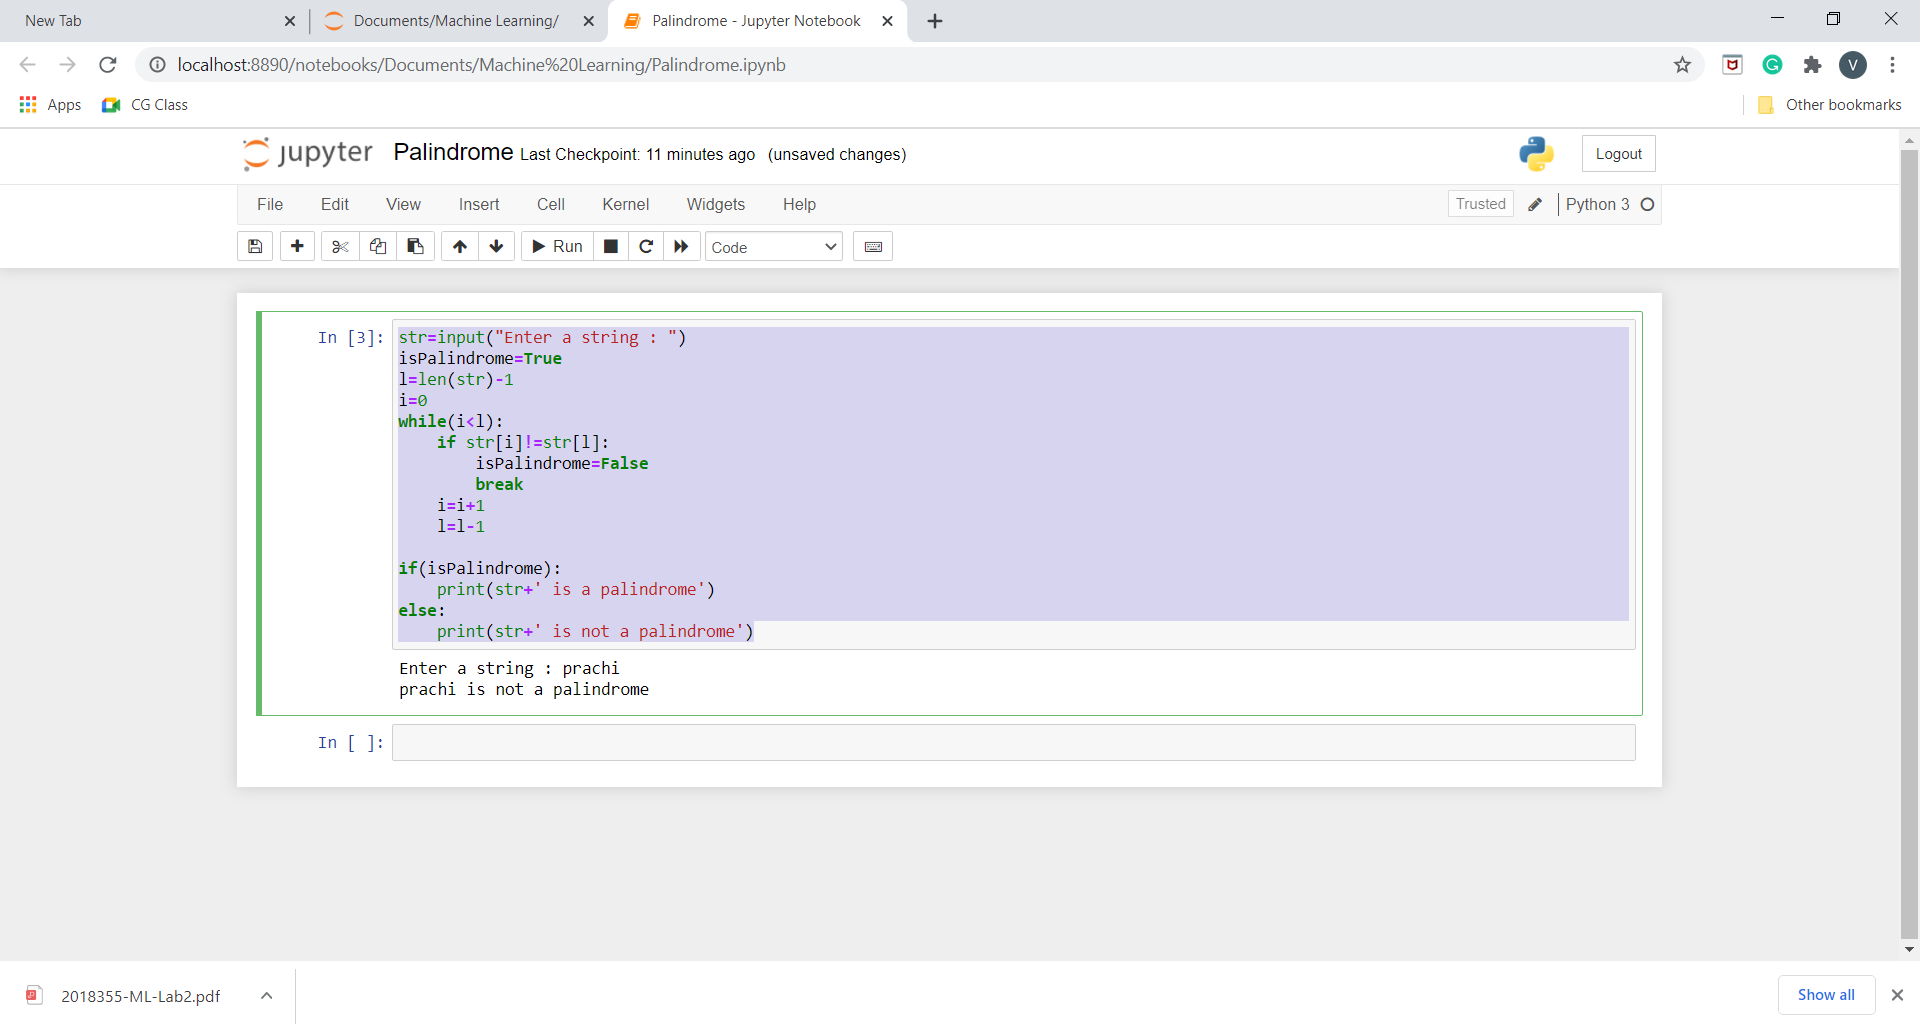 New Tab
Documents/Machine Learning/
Palindrome - Jupyter Notebook
localhost:8890/notebooks/Documents/Machine%20Learning/Palindrome.ipynb
V
Apps
CG Class
Other bookmarks
jupyter
Palindrome Last Checkpoint: 11 minutes ago (unsaved changes)
Logout
File Edit View Insert Cell Kernel Widgets Help
Trusted
Python 3
Run
Code
In [3]:
str=input("Enter a string : ")
isPalindrome=True
l=len(str)-1
i=0
while(i<l):
    if str[i]!=str[l]:
        isPalindrome=False
        break
    i=i+1
    l=l-1
if(isPalindrome):
    print(str+' is a palindrome')
else:
    print(str+' is not a palindrome')
Enter a string : prachi
prachi is not a palindrome
In [ ]:
2018355-ML-Lab2.pdf
Show all